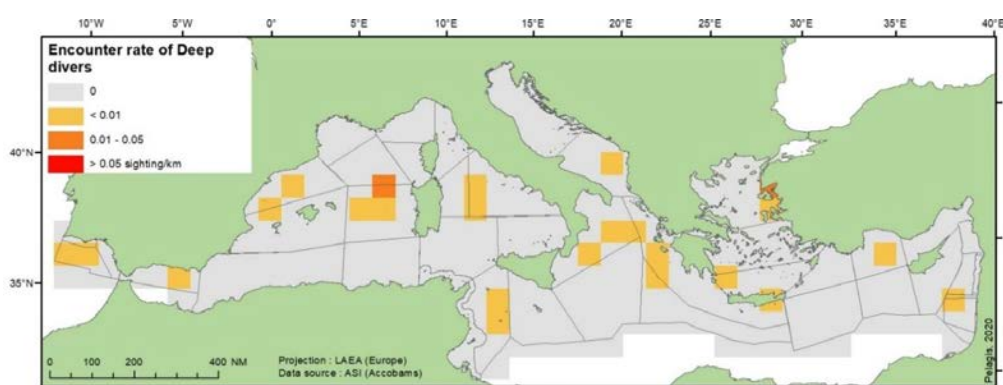 10°W 5°W 0° 5°E 10°E 15°E 20°E 25°E 30°E 35°E 40°E
Encounter rate of Deep
divers
0
< 0.01
0.01 - 0.05
> 0.05 sighting/km
40°N
35°N
0 100 200 400 NM
Projection : LAEA (Europe)
Data source : ASI (Accobams)
Pelagis, 2020